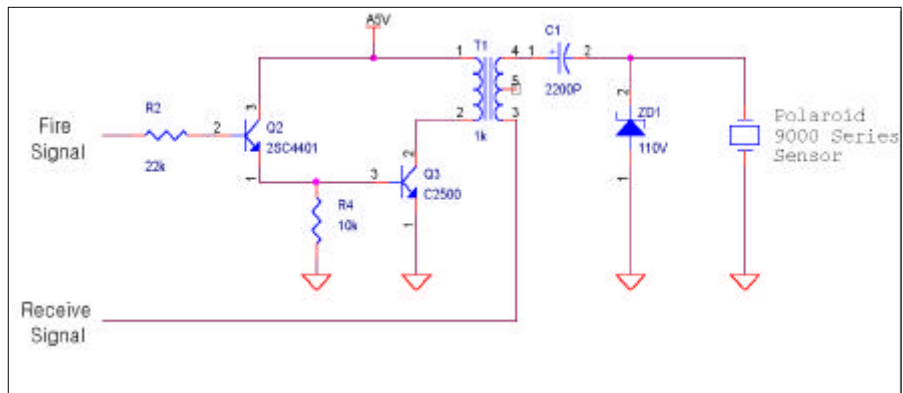 A5V
T1
C1
1
4
1
2
R2
3
5
2200P
2
ZD1
Polaroid
9000 Series
Sensor
Fire
Signal
2
Q2
2SC4401
2
3
110V
22k
1k
2
1
3
Q3
C2500
1
R4
10k
1
Receive
Signal